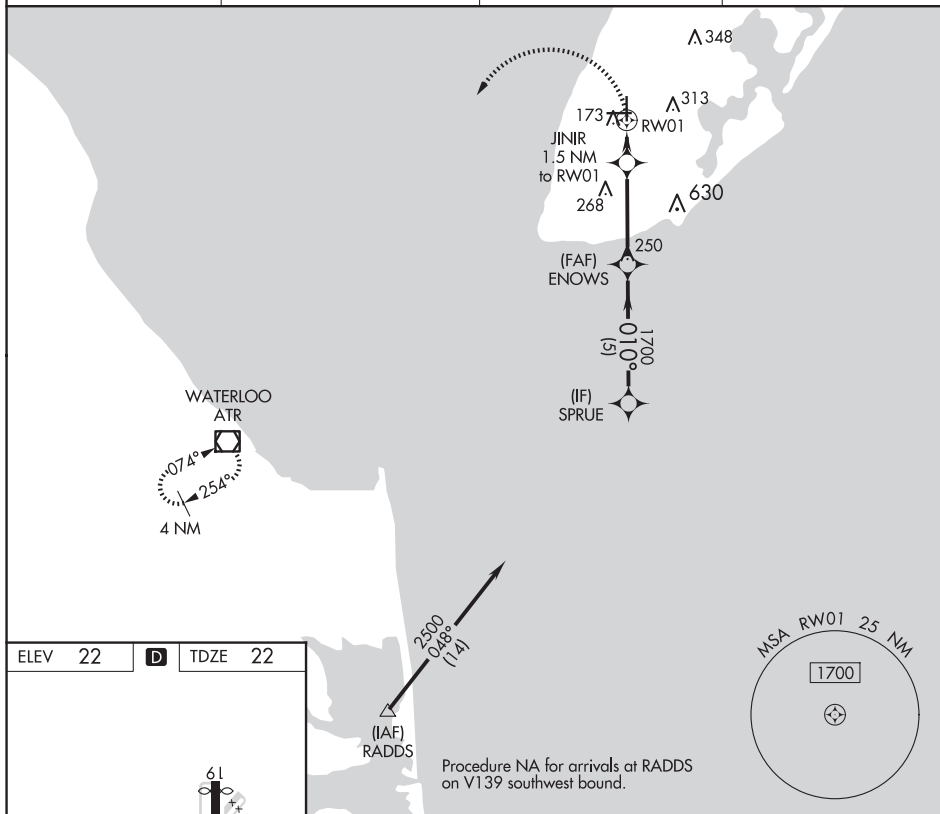 348
313
173
RW01
JINIR
1.5 NM
to RW01
268
630
250
(FAF)
ENOWS
1700
010°
(5)
(IF)
SPRUE
WATERLOO
ATR
074°
254°
4 NM
2500
048°
(14)
(IAF)
RADDS
MSA RW01 25 NM
1700
Procedure NA for arrivals at RADDS
on V139 southwest bound.
ELEV 22 D TDZE 22
19